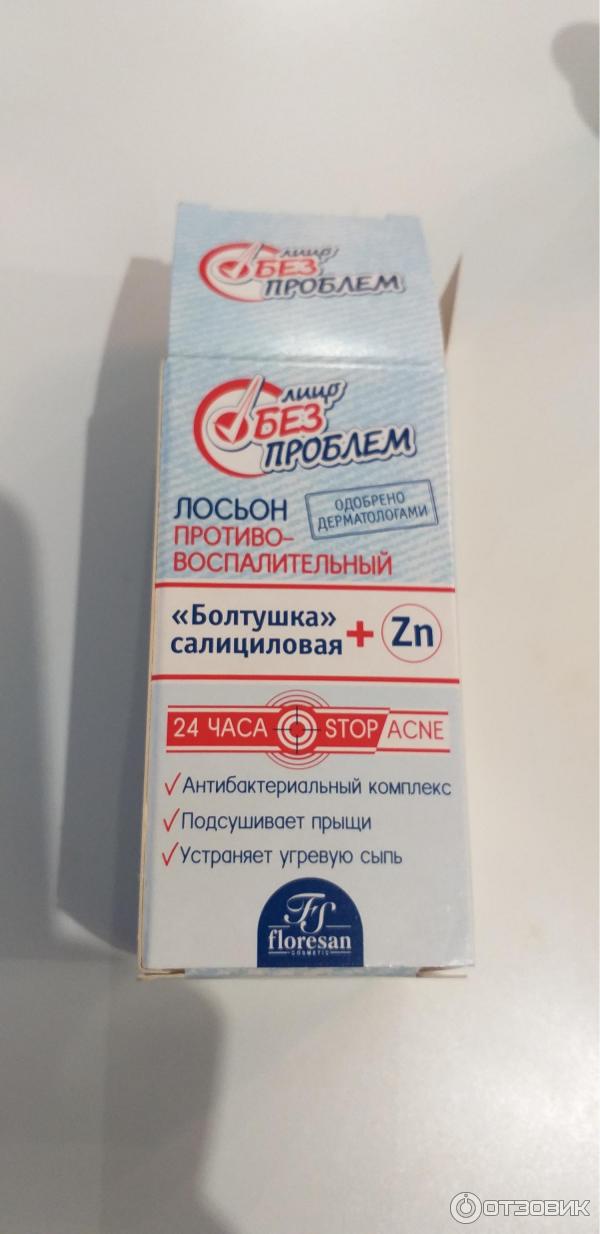 лицо
БЕЗ
ПРОБЛЕМ
лицо
БЕЗ
ПРОБЛЕМ
ЛОСЬОН
ПРОТИВО-
ВОСПАЛИТЕЛЬНЫЙ
ОДОБРЕНО
ДЕРМАТОЛОГАМИ
«Болтушка»
салициловая + Zn
24 ЧАСА STOP ACNE
Антибактериальный комплекс
Подсушивает прыщи
Устраняет угревую сыпь
FS
floresan
COSMETIC
ОТЗОВИК